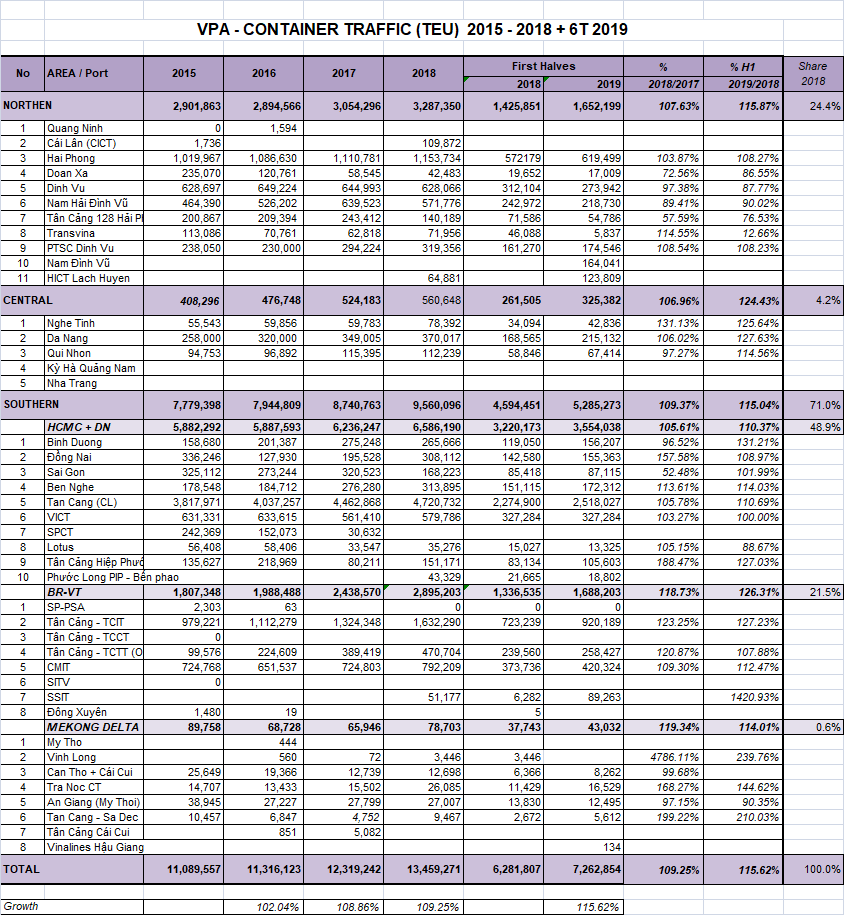 VPA - CONTAINER TRAFFIC (TEU) 2015 - 2018 + 6T 2019
No AREA / Port 2015 2016 2017 2018 First Halves % % H1 Share
2018 2019 2018/2017 2019/2018 2018
NORTHEN 2,901,863 2,894,566 3,054,296 3,287,350 1,425,851 1,652,199 107.63% 115.87% 24.4%
1 Quang Ninh 0 1,594
2 Cái Lân (CICT) 1,736 109,872
3 Hai Phong 1,019,967 1,086,630 1,110,781 1,153,734 572179 619,499 103.87% 108.27%
4 Doan Xa 235,070 120,761 58,545 42,483 19,652 17,009 72.56% 86.55%
5 Dinh Vu 628,697 649,224 644,993 628,066 312,104 273,942 97.38% 87.77%
6 Nam Hải Đình Vũ 464,390 526,202 639,523 571,776 242,972 218,730 89.41% 90.02%
7 Tân Cảng 128 Hải Pl 200,867 209,394 243,412 140,189 71,586 54,786 57.59% 76.53%
8 Transvina 113,086 70,761 62,818 71,956 46,088 5,837 114.55% 12.66%
9 PTSC Dinh Vu 238,050 230,000 294,224 319,356 161,270 174,546 108.54% 108.23%
10 Nam Đình Vũ 164,041
11 HICT Lach Huyen 64,881 123,809
CENTRAL 408,296 476,748 524,183 560,648 261,505 325,382 106.96% 124.43% 4.2%
1 Nghe Tinh 55,543 59,856 59,783 78,392 34,094 42,836 131.13% 125.64%
2 Da Nang 258,000 320,000 349,005 370,017 168,565 215,132 106.02% 127.63%
3 Qui Nhon 94,753 96,892 115,395 112,239 58,846 67,414 97.27% 114.56%
4 Kỳ Hà Quảng Nam
5 Nha Trang
SOUTHERN 7,779,398 7,944,809 8,740,763 9,560,096 4,594,451 5,285,273 109.37% 115.04% 71.0%
HCMC + DN 5,882,292 5,887,593 6,236,247 6,586,190 3,220,173 3,554,038 105.61% 110.37% 48.9%
1 Binh Duong 158,680 201,387 275,248 265,666 119,050 156,207 96.52% 131.21%
2 Đồng Nai 336,246 127,930 195,528 308,112 142,580 155,363 157.58% 108.97%
3 Sai Gon 325,112 273,244 320,523 168,223 85,418 87,115 52.48% 101.99%
4 Ben Nghe 178,548 184,712 276,280 313,895 151,115 172,312 113.61% 114.03%
5 Tan Cang (CL) 3,817,971 4,037,257 4,462,868 4,720,732 2,274,900 2,518,027 105.78% 110.69%
6 VICT 631,331 633,615 561,410 579,786 327,284 327,284 103.27% 100.00%
7 SPCT 242,369 152,073 30,632
8 Lotus 56,408 58,406 33,547 35,276 15,027 13,325 105.15% 88.67%
9 Tân Cảng Hiệp Phướ 135,627 218,969 80,211 151,171 83,134 105,603 188.47% 127.03%
10 Phước Long PIP - Bến phao 43,329 21,665 18,802
BR-VT 1,807,348 1,988,488 2,438,570 2,895,203 1,336,535 1,688,203 118.73% 126.31% 21.5%
1 SP-PSA 2,303 63 0 0 0
2 Tân Cảng - TCIT 979,221 1,112,279 1,324,348 1,632,290 723,239 920,189 123.25% 127.23%
3 Tân Cảng - TCCT 0
4 Tân Cảng - TCTT (O 99,576 224,609 389,419 470,704 239,560 258,427 120.87% 107.88%
5 CMIT 724,768 651,537 724,803 792,209 373,736 420,324 109.30% 112.47%
6 SITV 0
7 SSIT 51,177 6,282 89,263 1420.93%
8 Đông Xuyên 1,480 19 5
MEKONG DELTA 89,758 68,728 65,946 78,703 37,743 43,032 119.34% 114.01% 0.6%
1 My Tho 444
2 Vinh Long 560 72 3,446 3,446 4786.11% 239.76%
3 Can Tho + Cái Cui 25,649 19,366 12,739 12,698 6,366 8,262 99.68%
4 Tra Noc CT 14,707 13,433 15,502 26,085 11,429 16,529 168.27% 144.62%
5 An Giang (My Thoi) 38,945 27,227 27,799 27,007 13,830 12,495 97.15% 90.35%
6 Tan Cang - Sa Dec 10,457 6,847 4,752 9,467 2,672 5,612 199.22% 210.03%
7 Tân Cảng Cái Cui 851 5,082
8 Vinalines Hậu Giang 134
TOTAL 11,089,557 11,316,123 12,319,242 13,459,271 6,281,807 7,262,854 109.25% 115.62% 100.0%
Growth 102.04% 108.86% 109.25% 115.62%